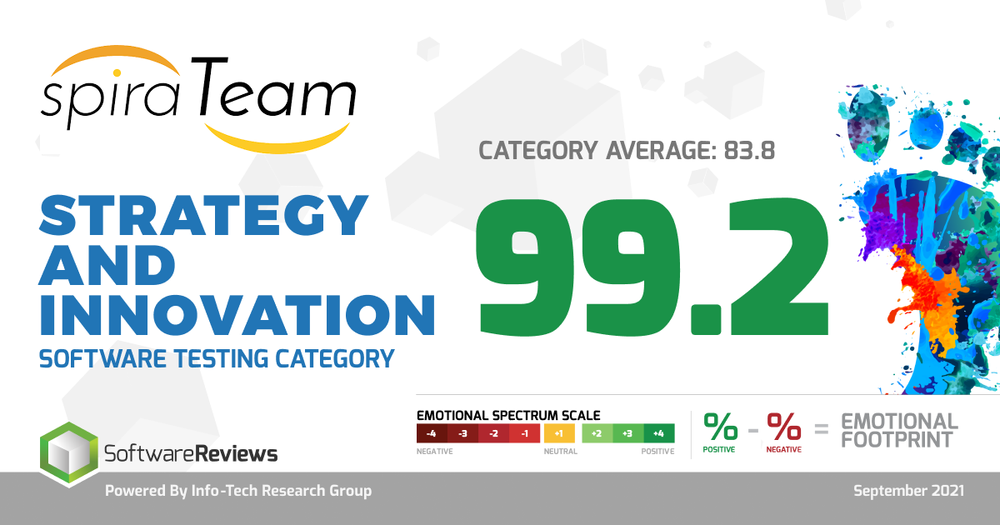 spiraTeam
CATEGORY AVERAGE: 83.8
99.2
STRATEGY
AND
INNOVATION
SOFTWARE TESTING CATEGORY
EMOTIONAL SPECTRUM SCALE
-4 -3 -2 -1 +1 +2 +3 +4
NEGATIVE NEUTRAL POSITIVE
% - % = EMOTIONAL
FOOTPRINT
POSITIVE NEGATIVE
SoftwareReviews
Powered By Info-Tech Research Group
September 2021